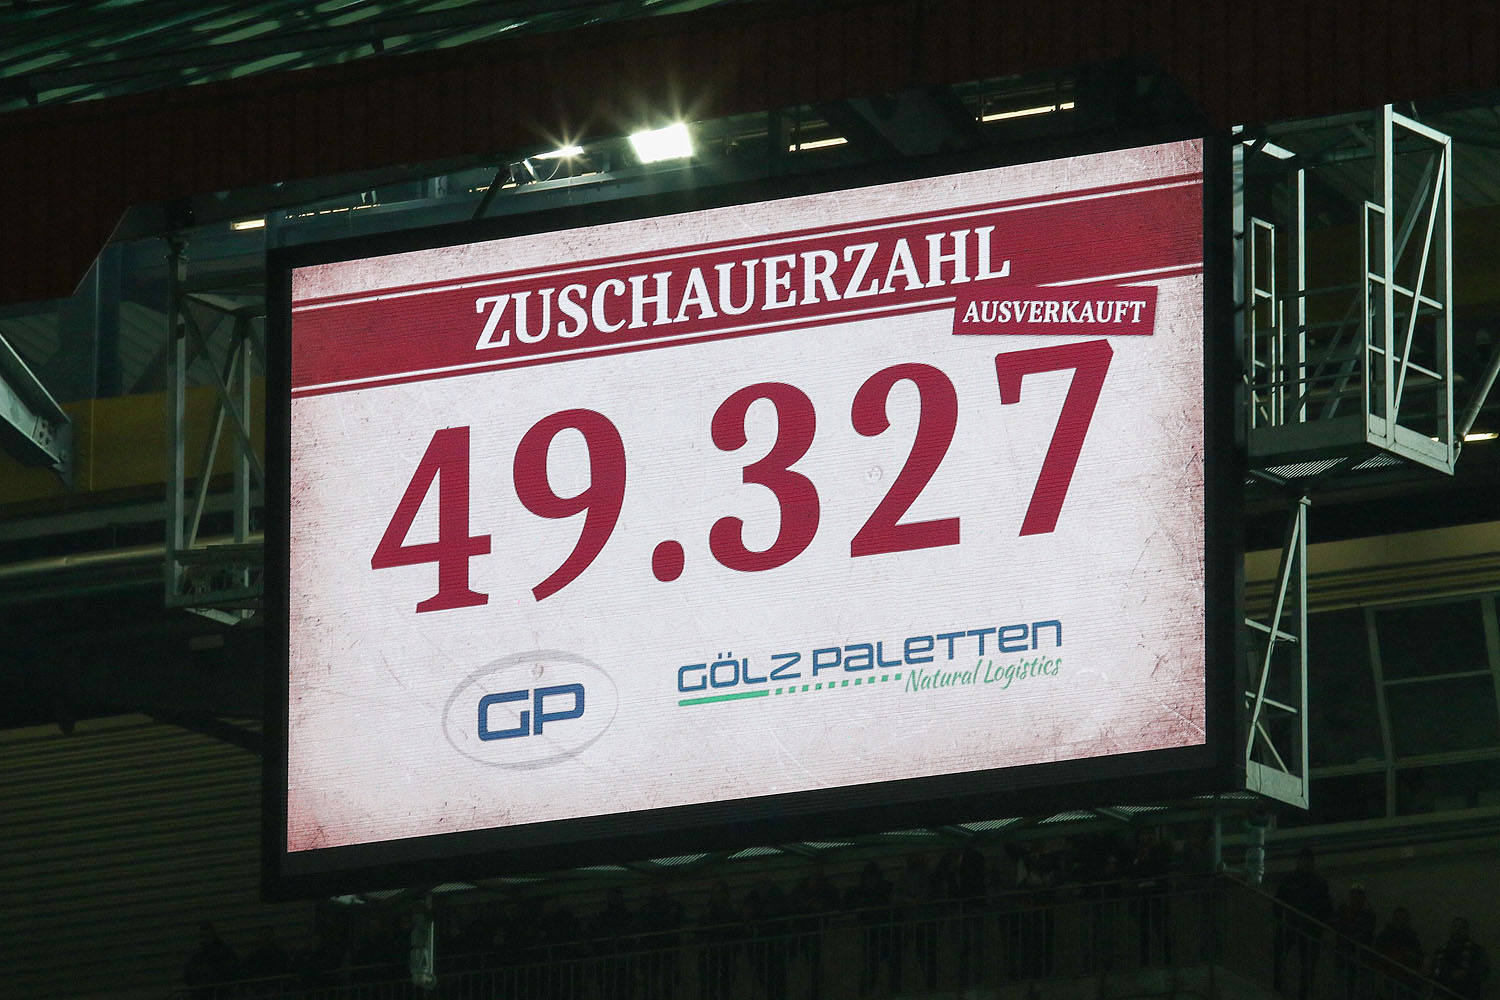 ZUSCHAUERZAHL
AUSVERKAUFT
49.327
GP
GÖLZ PALETTEN
Natural Logistics